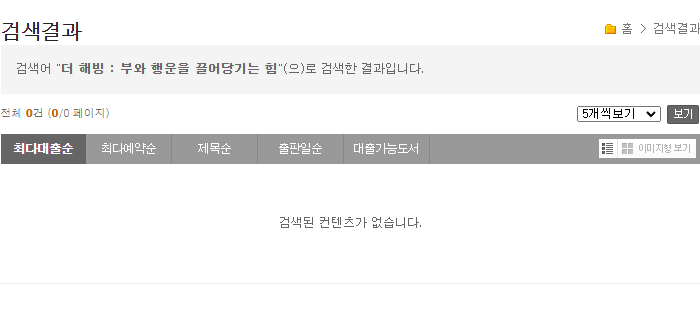 검색결과
홈 > 검색결과
검색어 "더 해빙 : 부와 행운을 끌어당기는 힘"(으)로 검색한 결과입니다.
전체 0건 (0/0 페이지)
5개씩보기 보기
최다대출순 최다예약순 제목순 출판일순 대출가능도서 이미지형 보기
검색된 컨텐츠가 없습니다.